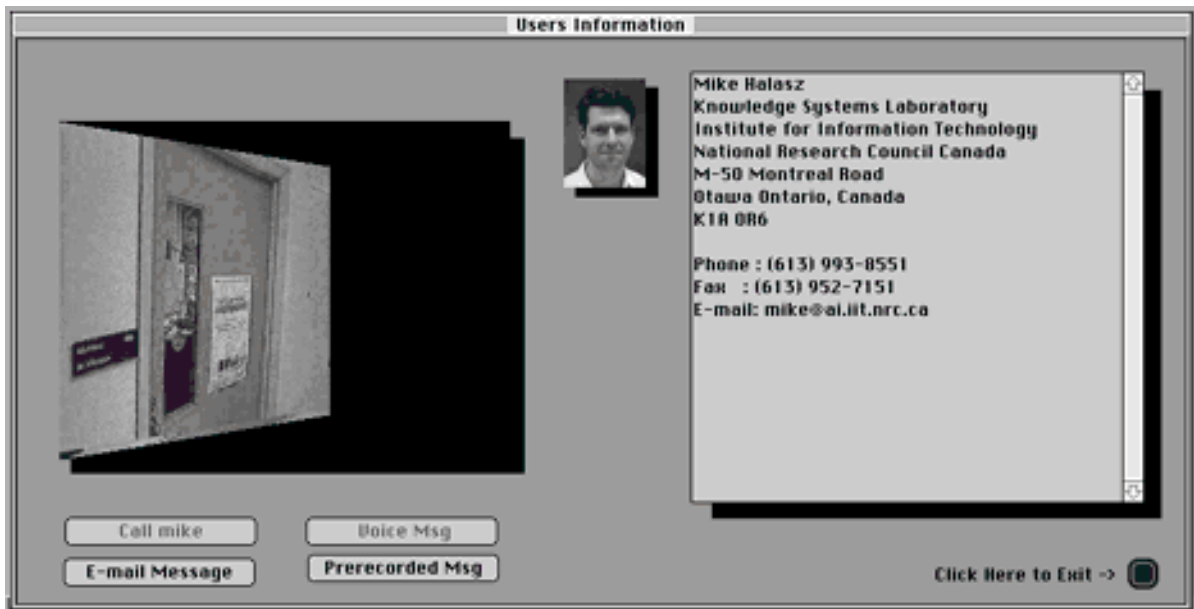 Users Information
Mike Halasz
Knowledge Systems Laboratory
Institute for Information Technology
National Research Council Canada
M-50 Montreal Road
Otawa Ontario, Canada
K1A 0R6
Phone : (613) 993-8551
Fax : (613) 952-7151
E-mail: mike@ai.iit.nrc.ca
Call mike
Voice Msg
E-mail Message
Prerecorded Msg
Click Here to Exit ->